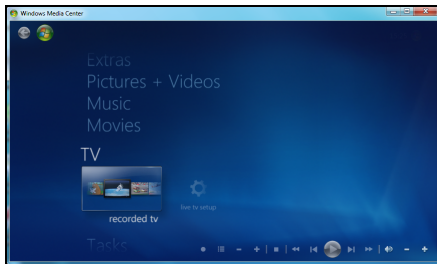 Windows Media Center
Extras
Pictures + Videos
Music
Movies
TV
recorded tv
live tv setup
Tasks